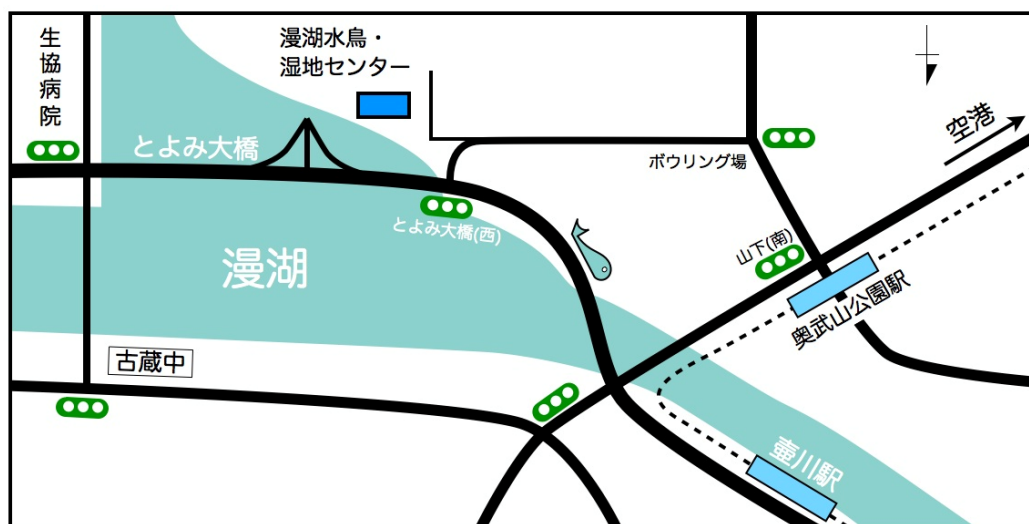 生協病院
漫湖水鳥・
湿地センター
とよみ大橋
ボウリング場
空港
とよみ大橋(西)
山下(南)
漫湖
奥武山公園駅
古蔵中
壷川駅